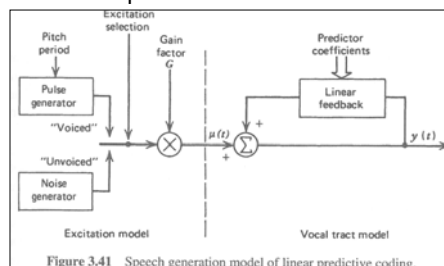 Pitch
period
Excitation
selection
Gain
factor
G
Predictor
coefficients
Pulse
generator
Linear
feedback
"Voiced"
μ(t)
+
+
Σ
y(t)
"Unvoiced"
×
Noise
generator
Excitation model
Vocal tract model
Figure 3.41 Speech generation model of linear predictive coding